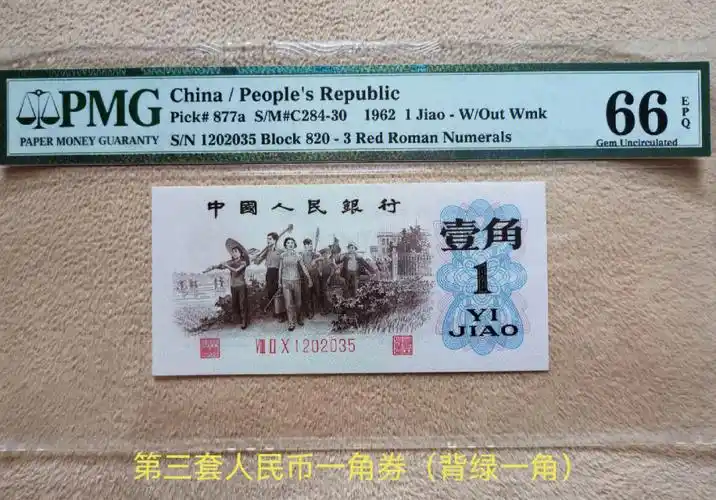 PMG
PAPER MONEY GUARANTY
China / People's Republic
Pick# 877a S/M#C284-30 1962 1 Jiao - W/Out Wmk
S/N 1202035 Block 820 - 3 Red Roman Numerals
66
EPQ
Gem Uncirculated
中國人民銀行
壹角
1
YI
JIAO
VIII II X 1202035
第三套人民币一角券（背绿一角）